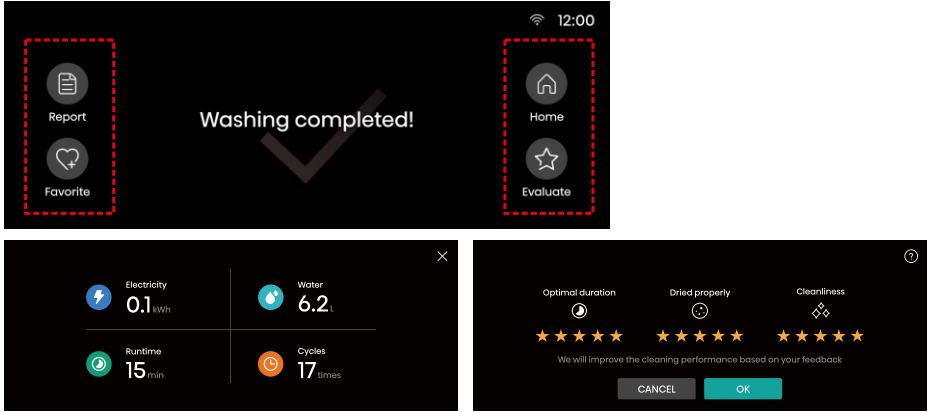 12:00
Report
Favorite
Washing completed!
Home
Evaluate
Electricity
0.1 kWh
Water
6.2 L
Runtime
15 min
Cycles
17 times
?
Optimal duration
Dried properly
Cleanliness
We will improve the cleaning performance based on your feedback
CANCEL
OK